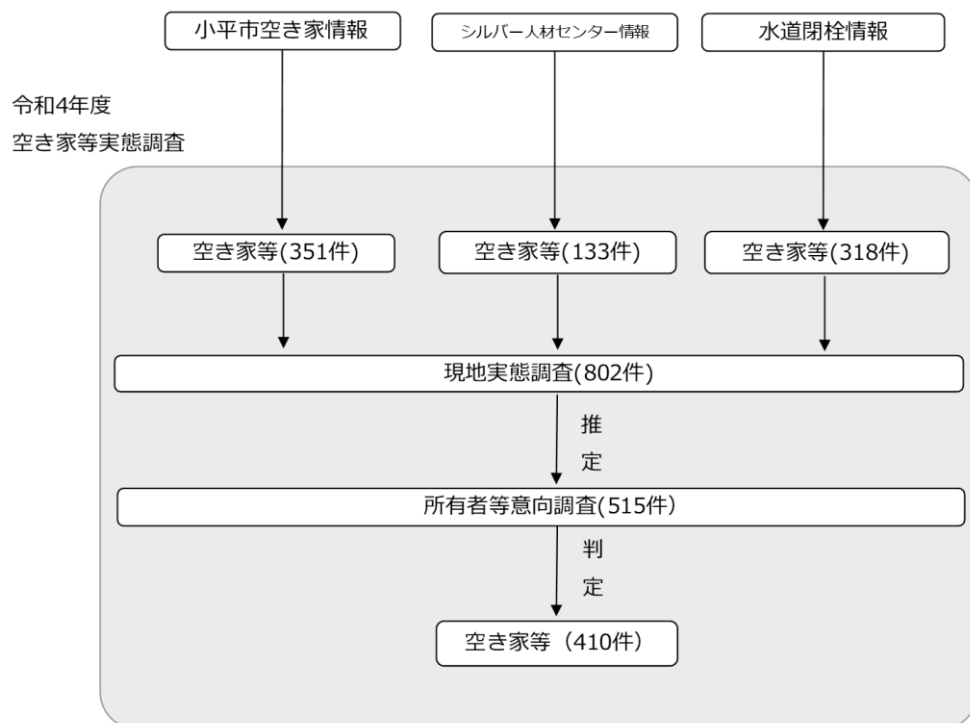 小平市空き家情報
シルバー人材センター情報
水道閉栓情報
令和4年度
空き家等実態調査
空き家等(351件)
空き家等(133件)
空き家等(318件)
現地実態調査(802件)
推
定
所有者等意向調査(515件）
判
定
空き家等（410件）